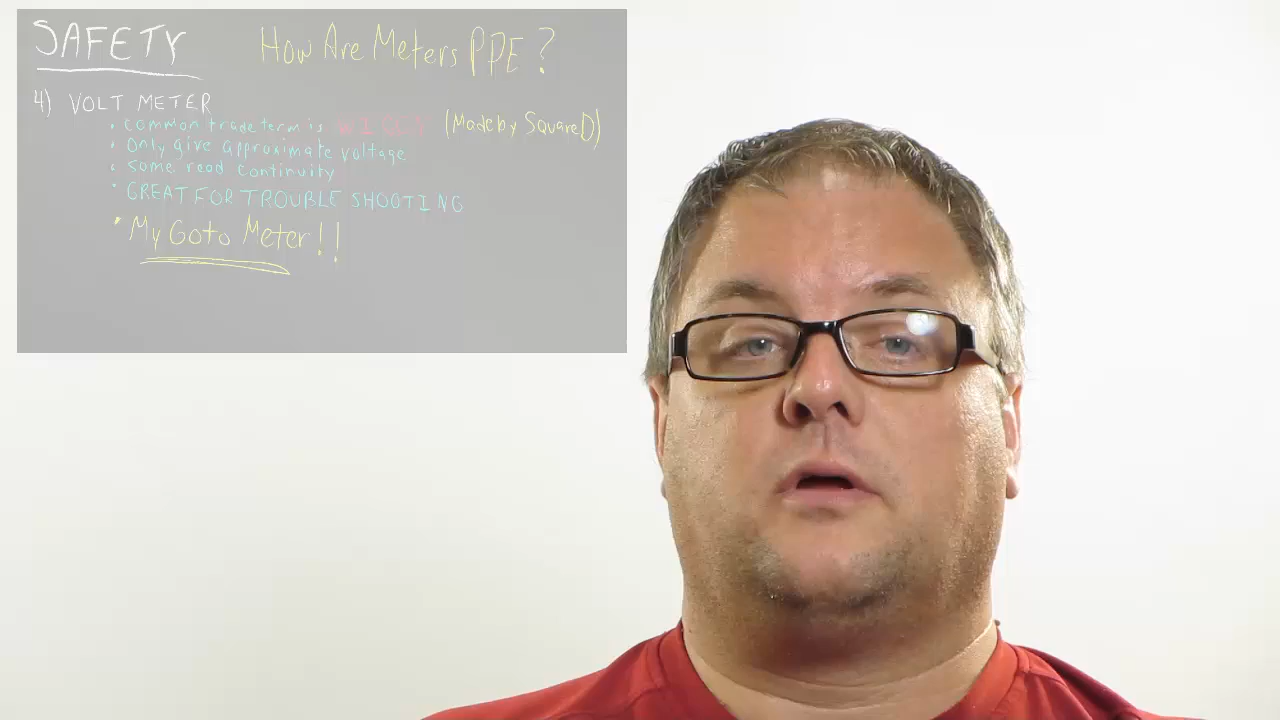 SAFETY
How Are Meters PPE?
4) VOLT METER
• common trade term is WIGGY (Made by Square D)
• only give approximate voltage
• some read continuity
• GREAT FOR TROUBLE SHOOTING
• My Goto Meter!!